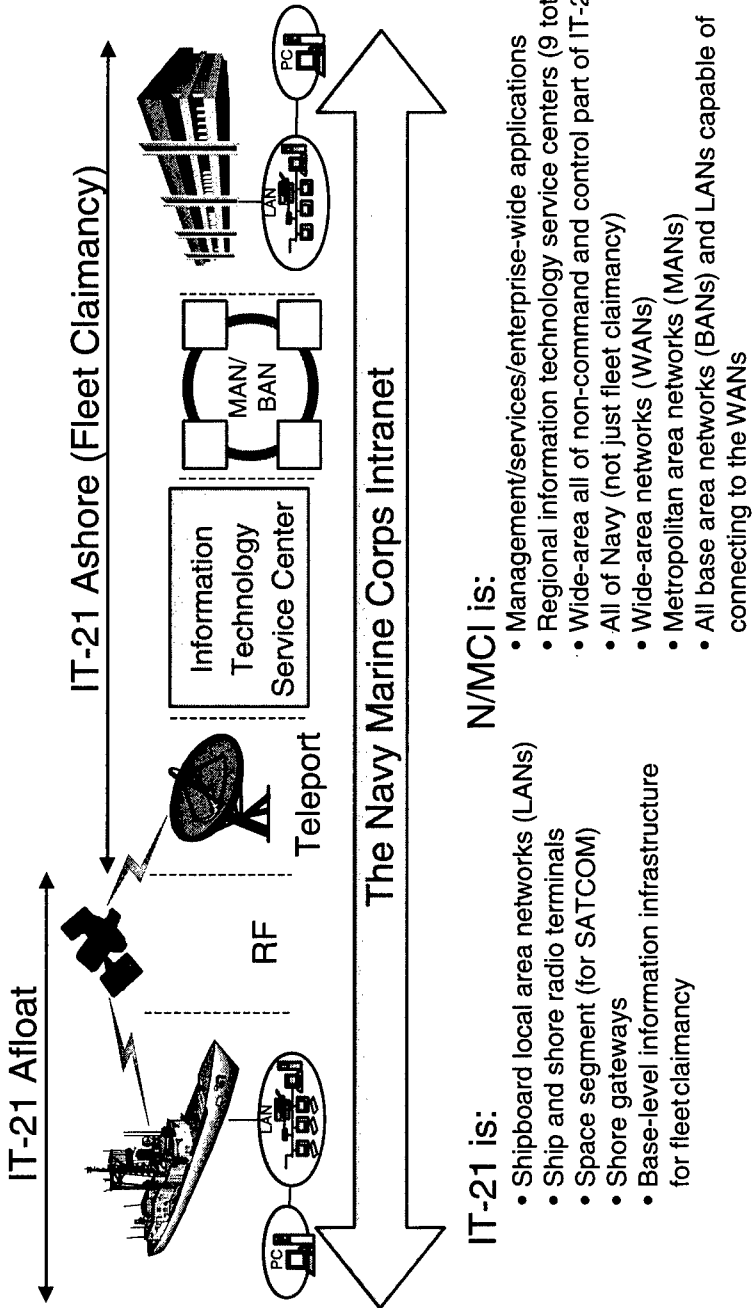 IT-21 Afloat
IT-21 Ashore (Fleet Claimancy)
PC
LAN
RF
Teleport
Information
Technology
Service Center
MAN/
BAN
LAN
PC
The Navy Marine Corps Intranet
IT-21 is:
• Shipboard local area networks (LANs)
• Ship and shore radio terminals
• Space segment (for SATCOM)
• Shore gateways
• Base-level information infrastructure
for fleet claimancy
N/MCI is:
• Management/services/enterprise-wide applications
• Regional information technology service centers (9
• Wide-area all of non-command and control part of
• All of Navy (not just fleet claimancy)
• Wide-area networks (WANs)
• Metropolitan area networks (MANs)
• All base area networks (BANs) and LANs capable of
connecting to the WANs